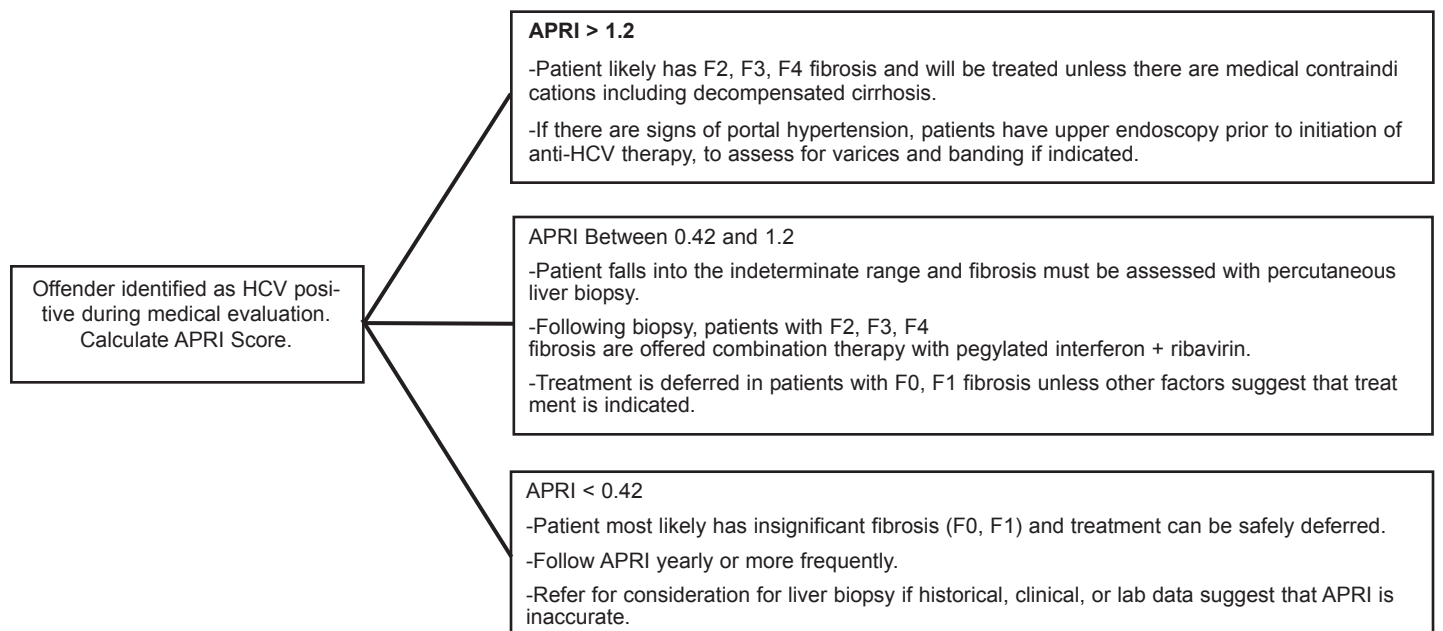 Offender identified as HCV posi-
tive during medical evaluation.
Calculate APRI Score.
APRI > 1.2
-Patient likely has F2, F3, F4 fibrosis and will be treated unless there are medical contraindi
cations including decompensated cirrhosis.
-If there are signs of portal hypertension, patients have upper endoscopy prior to initiation of
anti-HCV therapy, to assess for varices and banding if indicated.
APRI Between 0.42 and 1.2
-Patient falls into the indeterminate range and fibrosis must be assessed with percutaneous
liver biopsy.
-Following biopsy, patients with F2, F3, F4
fibrosis are offered combination therapy with pegylated interferon + ribavirin.
-Treatment is deferred in patients with F0, F1 fibrosis unless other factors suggest that treat
ment is indicated.
APRI < 0.42
-Patient most likely has insignificant fibrosis (F0, F1) and treatment can be safely deferred.
-Follow APRI yearly or more frequently.
-Refer for consideration for liver biopsy if historical, clinical, or lab data suggest that APRI is
inaccurate.